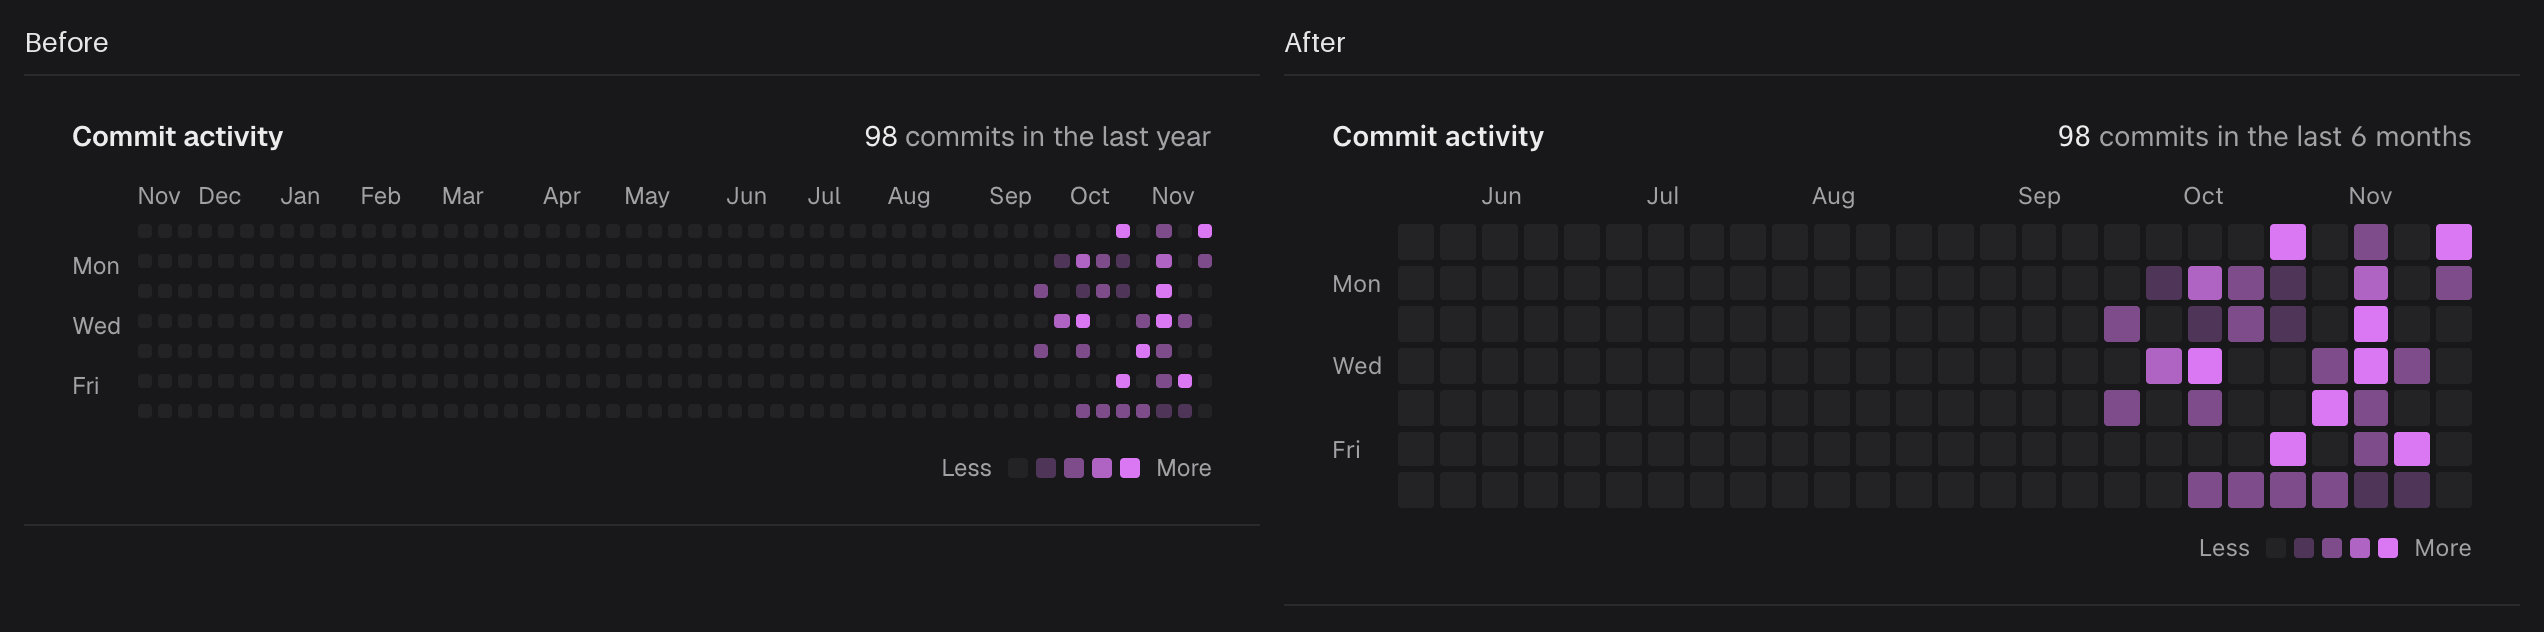 Before
Commit activity
98 commits in the last year
Nov Dec Jan Feb Mar Apr May Jun Jul Aug Sep Oct Nov
Mon
Wed
Fri
Less More
After
Commit activity
98 commits in the last 6 months
Jun Jul Aug Sep Oct Nov
Mon
Wed
Fri
Less More